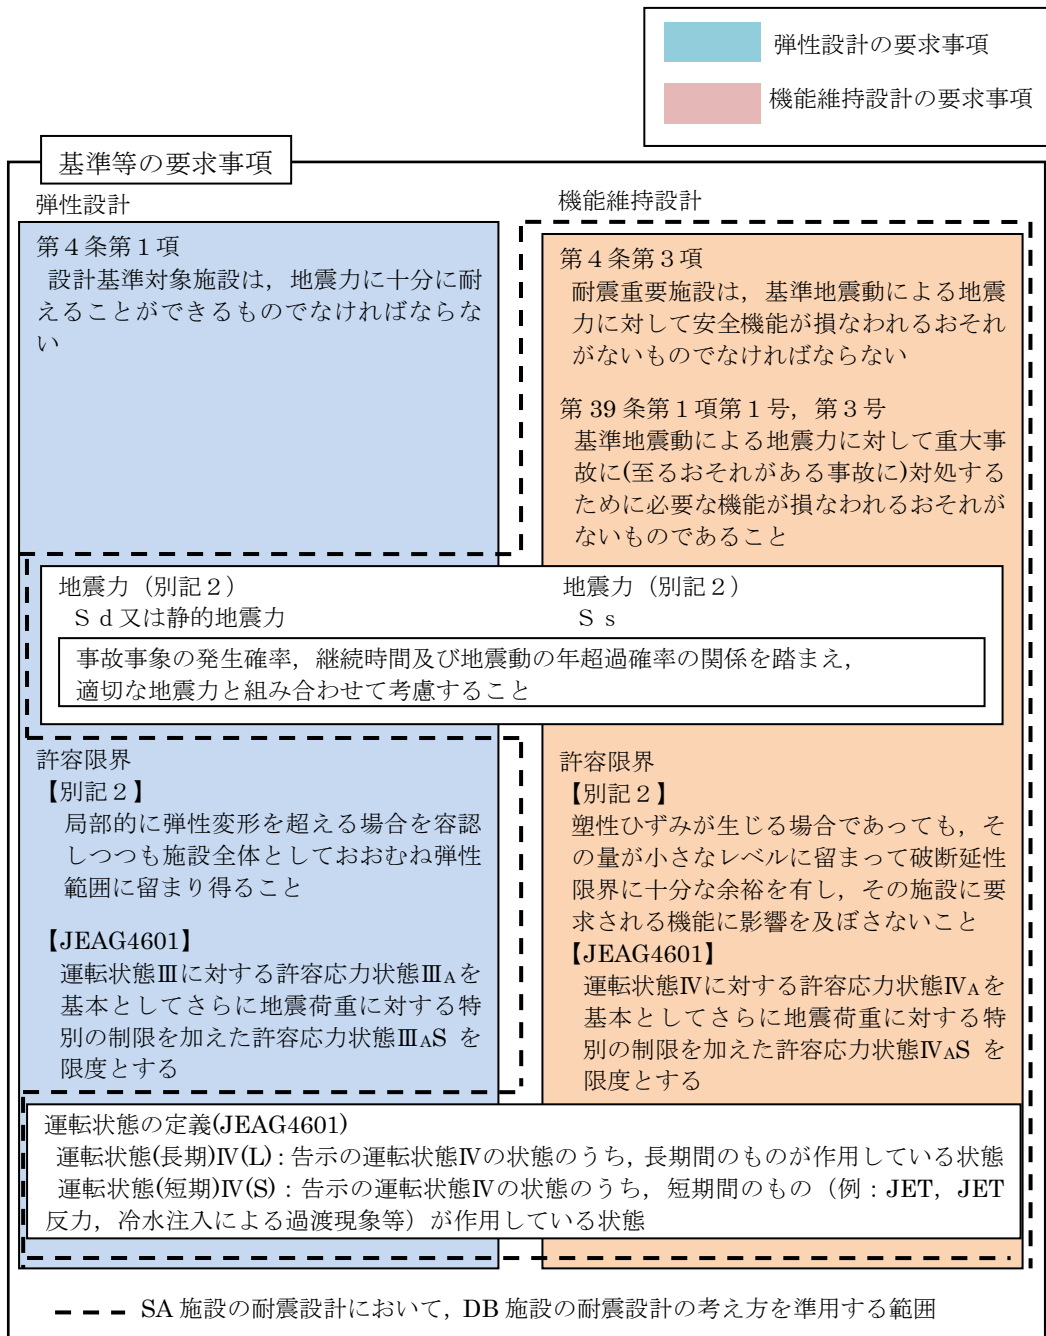 弾性設計の要求事項
機能維持設計の要求事項
基準等の要求事項
弾性設計
第4条第1項
設計基準対象施設は，地震力に十分に耐
えることができるものでなければならな
い
機能維持設計
第4条第3項
耐震重要施設は，基準地震動による地震
力に対して安全機能が損なわれるおそれ
がないものでなければならない
第 39 条第1項第1号，第3号
基準地震動による地震力に対して重大事
故に(至るおそれがある事故に)対処する
ために必要な機能が損なわれるおそれが
ないものであること
地震力（別記２）
Ｓｄ又は静的地震力
地震力（別記２）
Ｓｓ
事故事象の発生確率，継続時間及び地震動の年超過確率の関係を踏まえ，
適切な地震力と組み合わせて考慮すること
許容限界
【別記２】
局部的に弾性変形を超える場合を容認
しつつも施設全体としておおむね弾性
範囲に留まり得ること
【JEAG4601】
運転状態Ⅲに対する許容応力状態ⅢAを
基本としてさらに地震荷重に対する特
別の制限を加えた許容応力状態ⅢAS を
限度とする
許容限界
【別記２】
塑性ひずみが生じる場合であっても，そ
の量が小さなレベルに留まって破断延性
限界に十分な余裕を有し，その施設に要
求される機能に影響を及ぼさないこと
【JEAG4601】
運転状態Ⅳに対する許容応力状態ⅣAを
基本としてさらに地震荷重に対する特
別の制限を加えた許容応力状態ⅣAS を
限度とする
運転状態の定義(JEAG4601)
運転状態(長期)Ⅳ(L)：告示の運転状態Ⅳの状態のうち，長期間のものが作用している状態
運転状態(短期)Ⅳ(S)：告示の運転状態Ⅳの状態のうち，短期間のもの（例：JET，JET
反力，冷水注入による過渡現象等）が作用している状態
SA 施設の耐震設計において，DB 施設の耐震設計の考え方を準用する範囲